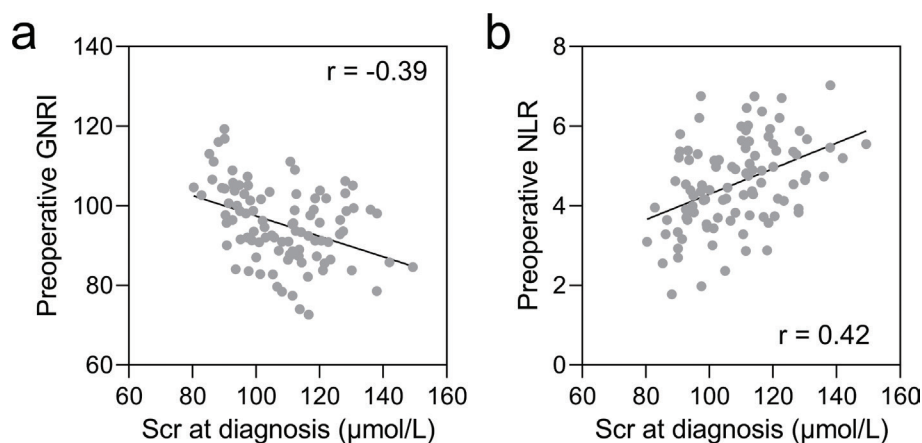 a
140
120
100
80
60
Preoperative GNRI
r = -0.39
60 80 100 120 140 160
Scr at diagnosis (μmol/L)
b
8
6
4
2
0
Preoperative NLR
r = 0.42
60 80 100 120 140 160
Scr at diagnosis (μmol/L)